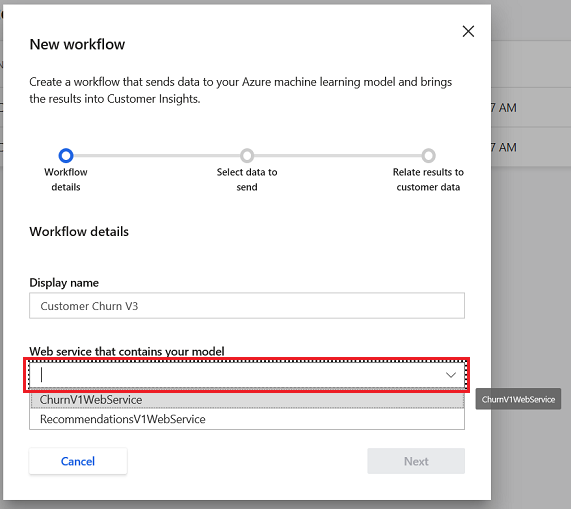 New workflow
Create a workflow that sends data to your Azure machine learning model and brings
the results into Customer Insights.
7 AM
7 AM
Workflow
details
Select data to
send
Relate results to
customer data
Workflow details
Display name
Customer Churn V3
Web service that contains your model
ChurnV1WebService
ChurnV1WebService
RecommendationsV1WebService
Cancel
Next